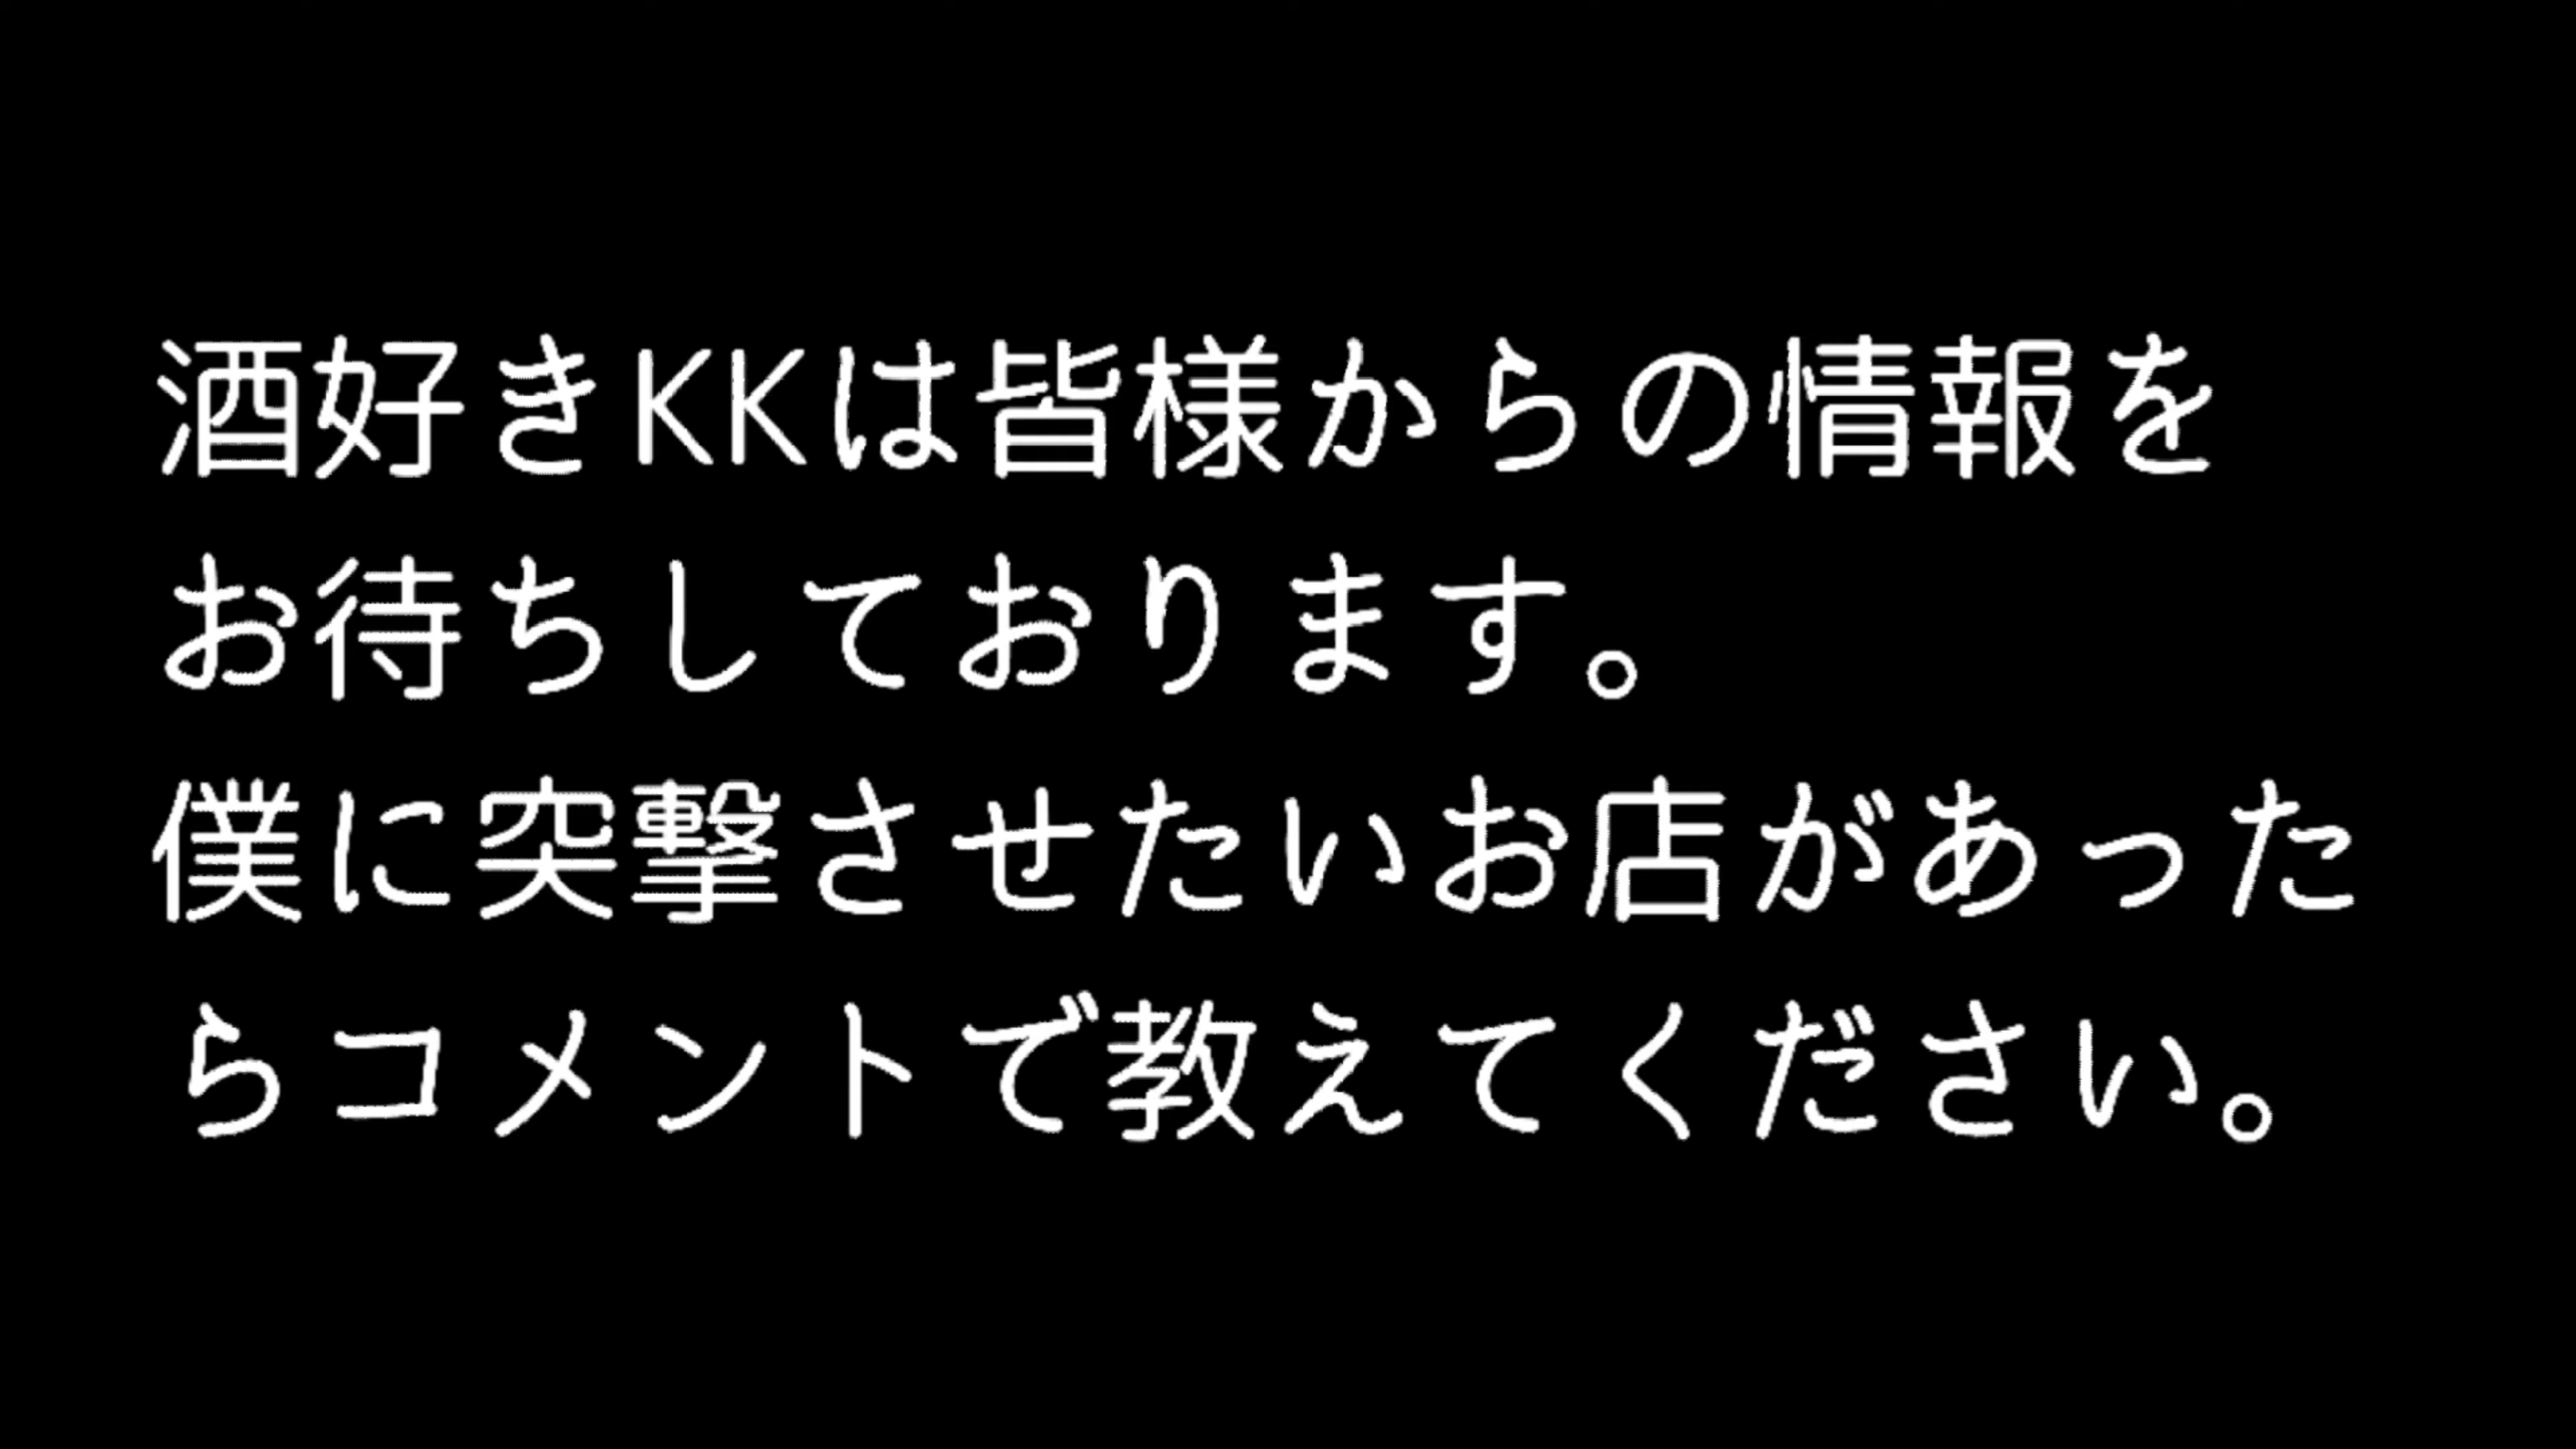 酒好きKKは皆様からの情報を
お待ちしております。
僕に突撃させたいお店があった
らコメントで教えてください。